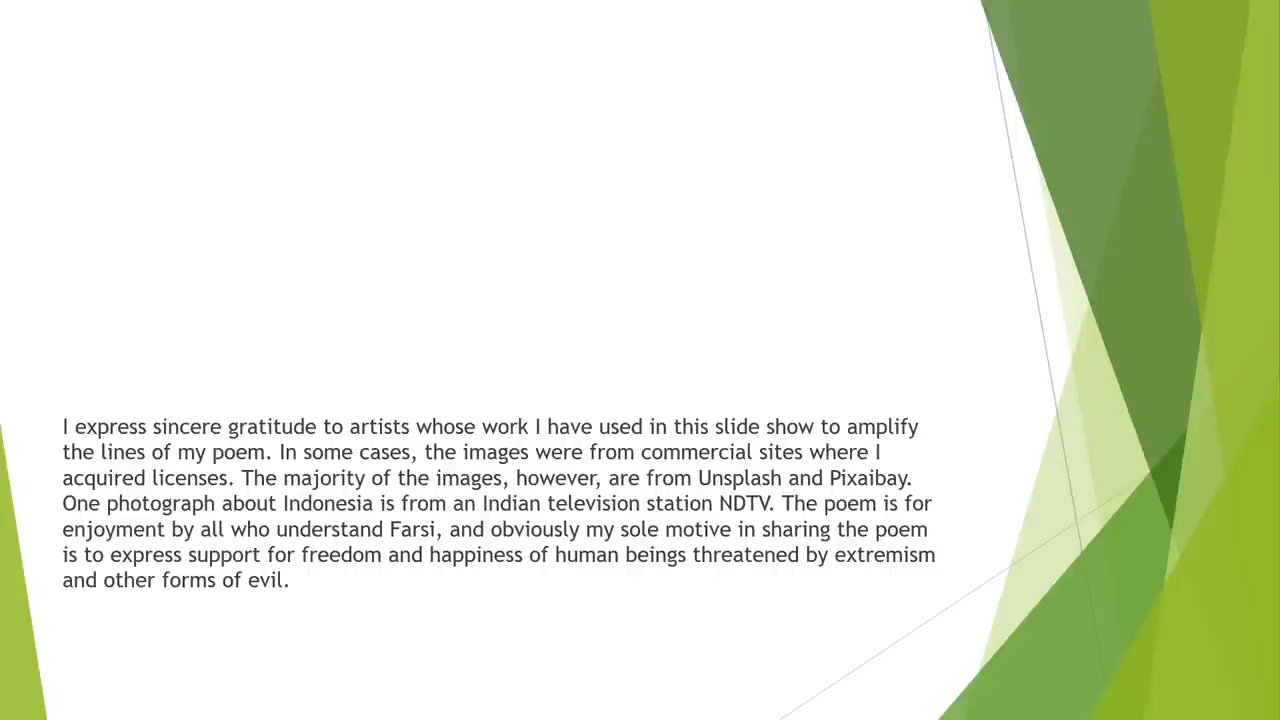 I express sincere gratitude to artists whose work I have used in this slide show to amplify
the lines of my poem. In some cases, the images were from commercial sites where I
acquired licenses. The majority of the images, however, are from Unsplash and Pixaibay.
One photograph about Indonesia is from an Indian television station NDTV. The poem is for
enjoyment by all who understand Farsi, and obviously my sole motive in sharing the poem
is to express support for freedom and happiness of human beings threatened by extremism
and other forms of evil.